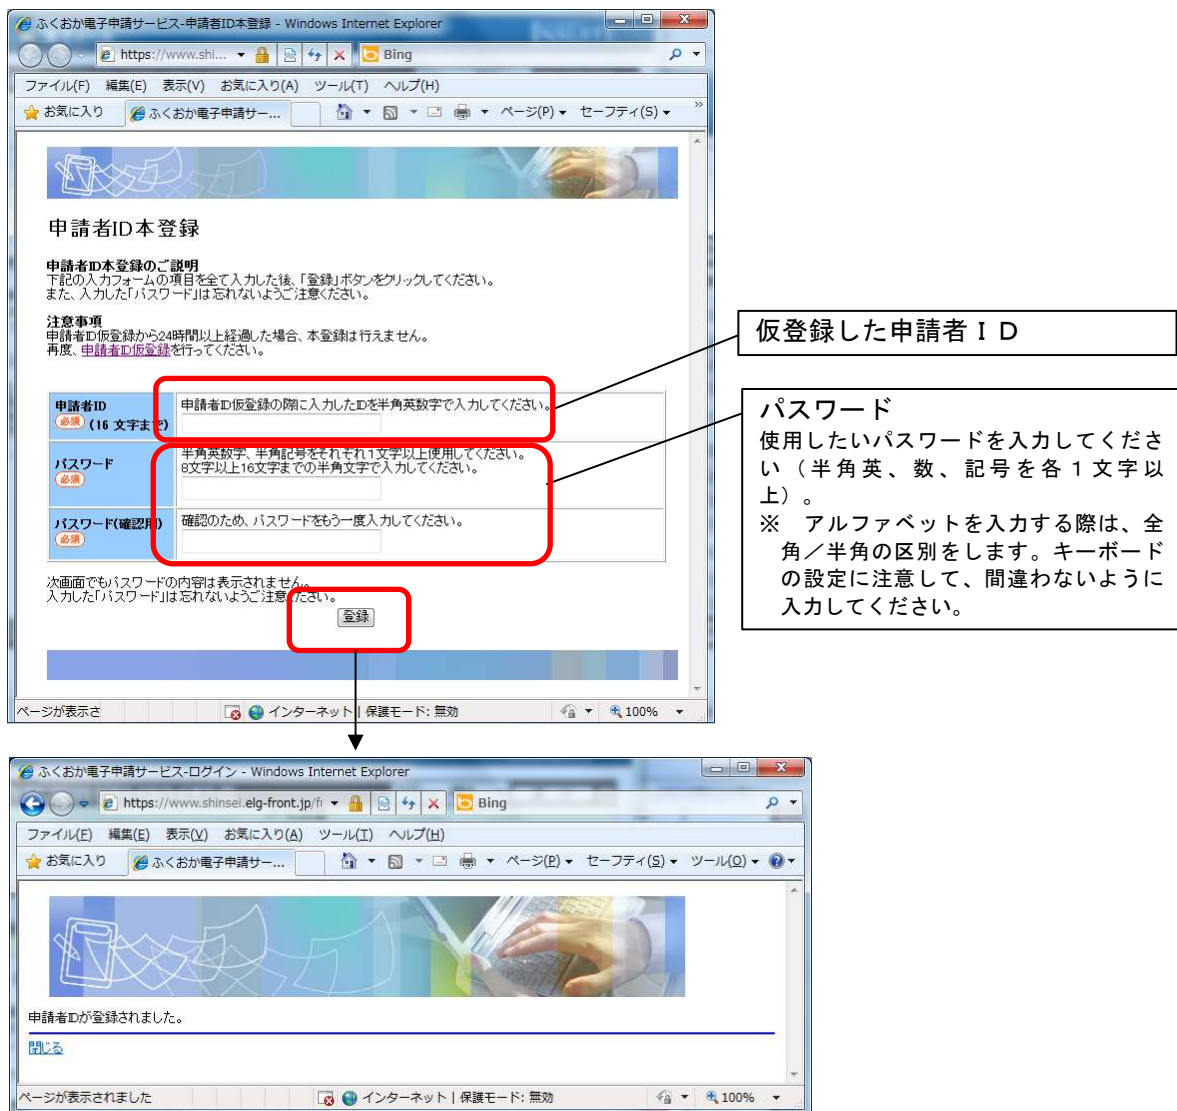 ふくおか電子申請サービス-申請者ID本登録 - Windows Internet Explorer
https://www.shi...
Bing
ファイル(F) 編集(E) 表示(V) お気に入り(A) ツール(T) ヘルプ(H)
お気に入り ふくおか電子申請サー... ページ(P) セーフティ(S) »
申請者ID本登録
申請者ID本登録のご説明
下記の入力フォームの項目を全て入力した後、「登録」ボタンをクリックしてください。
また、入力した「パスワード」は忘れないようご注意ください。
注意事項
申請者ID仮登録から24時間以上経過した場合、本登録は行えません。
再度、申請者ID仮登録を行ってください。
申請者ID
必須 (16 文字まで)
申請者ID仮登録の際に入力したIDを半角英数字で入力してください。
パスワード
必須
半角英数字、半角記号をそれぞれ1文字以上使用してください。
8文字以上16文字までの半角文字で入力してください。
パスワード(確認用)
必須
確認のため、パスワードをもう一度入力してください。
次画面でもパスワードの内容は表示されません。
入力した「パスワード」は忘れないようご注意ください。
登録
ページが表示さ インターネット | 保護モード: 無効 100%
仮登録した申請者ＩＤ
パスワード
使用したいパスワードを入力してくださ
い（半角英、数、記号を各１文字以
上）。
※　アルファベットを入力する際は、全
角／半角の区別をします。キーボード
の設定に注意して、間違わないように
入力してください。
ふくおか電子申請サービス-ログイン - Windows Internet Explorer
https://www.shinsei.elg-front.jp/fi
Bing
ファイル(F) 編集(E) 表示(V) お気に入り(A) ツール(T) ヘルプ(H)
お気に入り ふくおか電子申請サー... ページ(P) セーフティ(S) ツール(O)
申請者IDが登録されました。
閉じる
ページが表示されました インターネット | 保護モード: 無効 100%